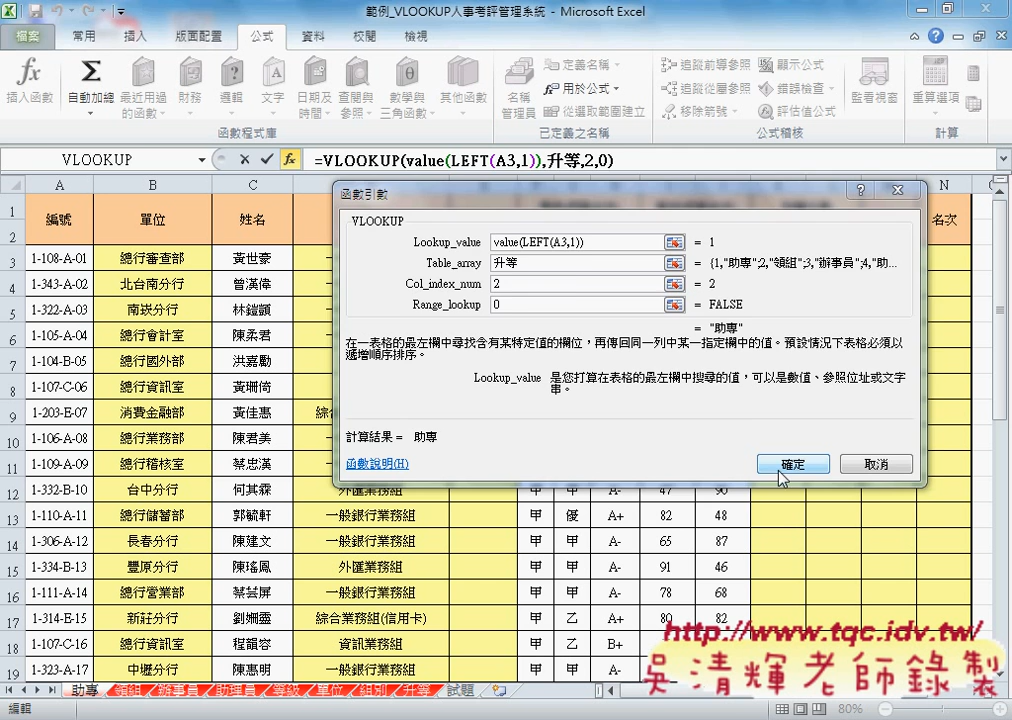 範例_VLOOKUP人事考評管理系統 - Microsoft Excel
檔案 常用 插入 版面配置 公式 資料 校閱 檢視
插入函數 自動加總 最近用過的函數 財務 邏輯 文字 日期及時間 查閱與參照 數學與三角函數 其他函數
函數程式庫
名稱管理員 定義名稱 用於公式 從選取範圍建立
已定義之名稱
追蹤前導參照 追蹤從屬參照 移除箭號 顯示公式 錯誤檢查 評估值公式 監看視窗
公式稽核
重算選項
計算
VLOOKUP =VLOOKUP(value(LEFT(A3,1)),升等,2,0)
A B C N
1 2 編號 單位 姓名 名次
3 1-108-A-01 總行審查部 黃世豪
4 1-343-A-02 北台南分行 曾漢偉
5 1-322-A-03 南崁分行 林鎧顗
6 1-105-A-04 總行會計室 陳柔君
7 1-104-B-05 總行國外部 洪嘉勵
8 1-107-C-06 總行資訊室 黃珊倚
9 1-203-E-07 消費金融部 黃佳惠
10 1-106-A-08 總行業務部 陳君美
11 1-109-A-09 總行稽核室 蔡忠漢
12 1-332-B-10 台中分行 何其霖 外匯業務組 甲 甲 A- 47 90
13 1-110-A-11 總行儲蓄部 郭毓軒 一般銀行業務組 甲 優 A+ 82 48
14 1-306-A-12 長春分行 陳建文 一般銀行業務組 甲 甲 A- 65 87
15 1-334-B-13 豐原分行 陳瑤鳳 外匯業務組 甲 甲 A- 91 46
16 1-111-A-14 總行營業部 蔡芸屏 一般銀行業務組 甲 甲 A- 78 68
17 1-314-E-15 新莊分行 劉姍靈 綜合業務組(信用卡) 甲 乙 A+ 80 82
18 1-107-C-16 總行資訊室 程韻容 資訊業務組 甲 乙 B+
19 1-323-A-17 中壢分行 陳惠明 一般銀行業務組 甲 甲 A-
函數引數
VLOOKUP
Lookup_value value(LEFT(A3,1)) = 1
Table_array 升等 = {1,"助專";2,"領組";3,"辦事員";4,"助...
Col_index_num 2 = 2
Range_lookup 0 = FALSE
= "助專"
在一表格的最左欄中尋找含有某特定值的欄位，再傳回同一列中某一指定欄中的值。預設情況下表格必須以
遞增順序排序。
Lookup_value 是您打算在表格的最左欄中搜尋的值，可以是數值、參照位址或文字
串。
計算結果 = 助專
函數說明(H) 確定 取消
助專 領組 辦事員 助理員 等級 單位 組別 升等 試題
編輯 80%
http://www.tqc.idv.tw/
吳清輝老師錄製